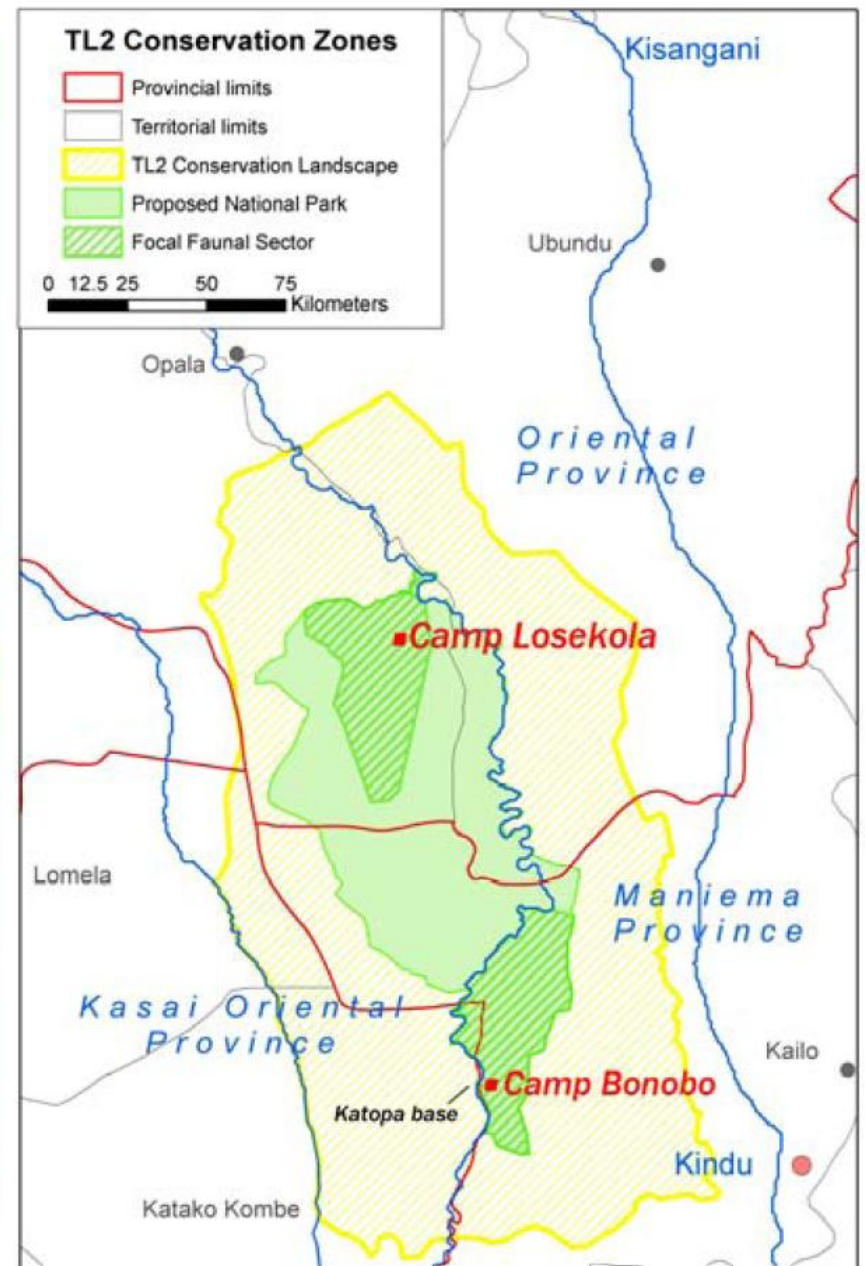 TL2 Conservation Zones
Provincial limits
Territorial limits
TL2 Conservation Landscape
Proposed National Park
Focal Faunal Sector
0 12.5 25 50 75
Kilometers
Kisangani
Ubundu
Opala
Oriental
Province
Camp Losekola
Lomela
Maniema
Province
Kasai Oriental
Province
Kailo
Camp Bonobo
Katopa base
Kindu
Katako Kombe